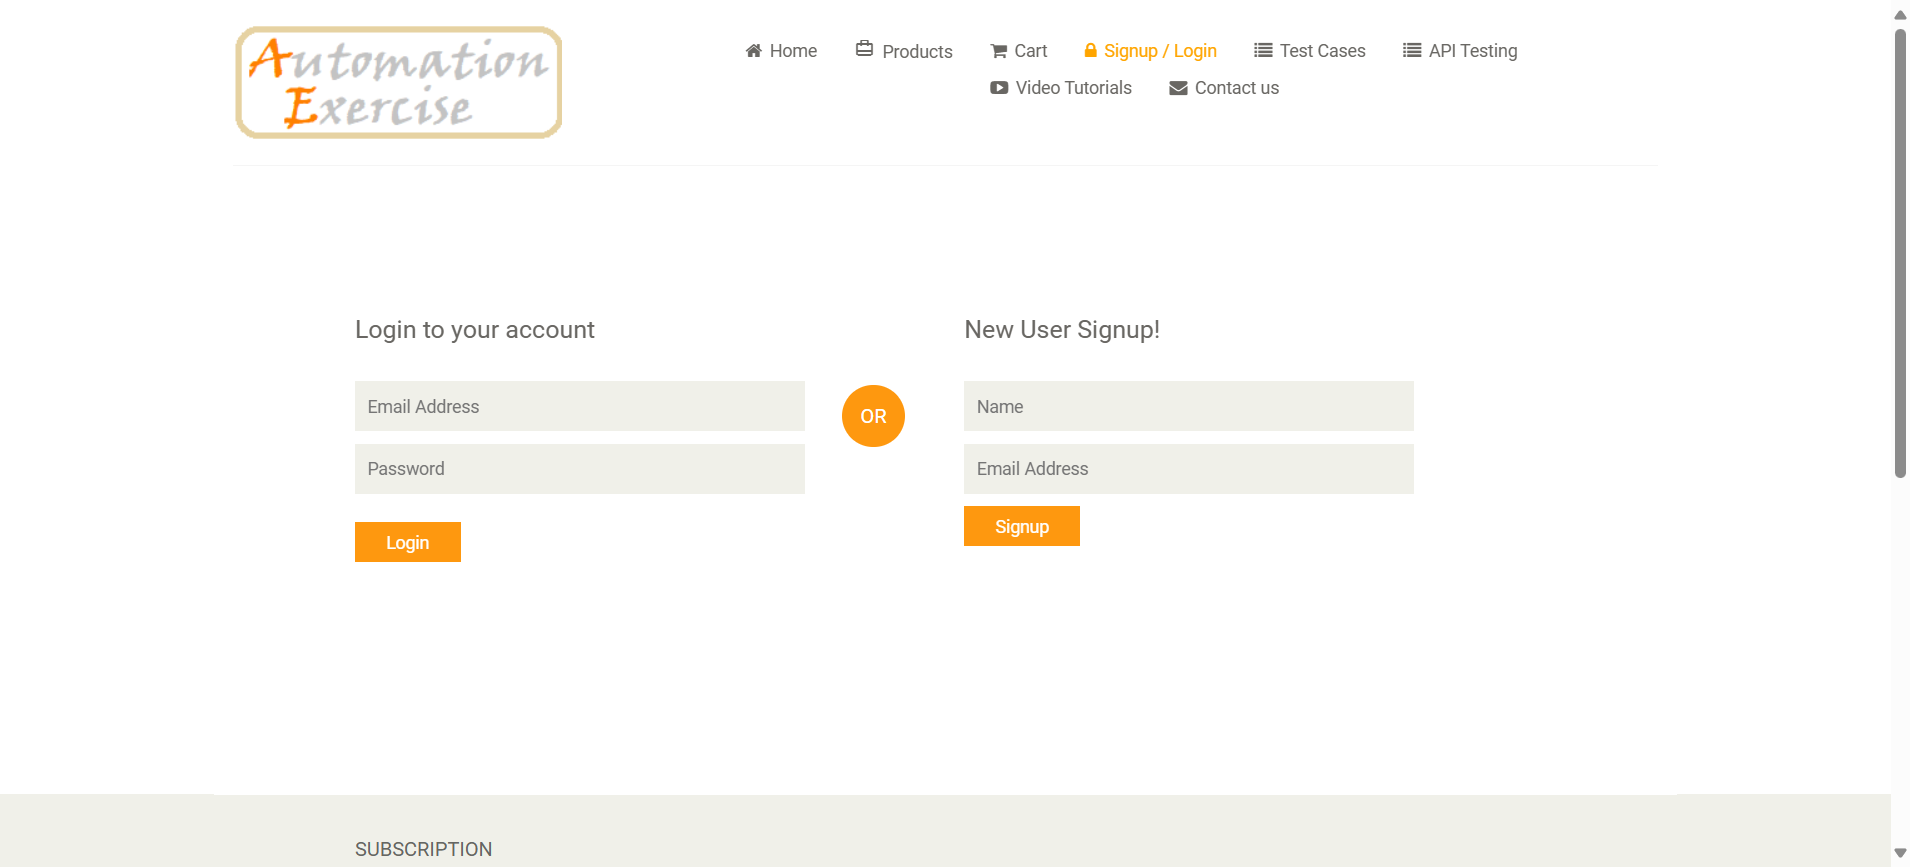 Automation
Exercise
Home Products Cart Signup / Login Test Cases API Testing
Video Tutorials Contact us
Login to your account
Email Address
Password
Login
OR
New User Signup!
Name
Email Address
Signup
SUBSCRIPTION